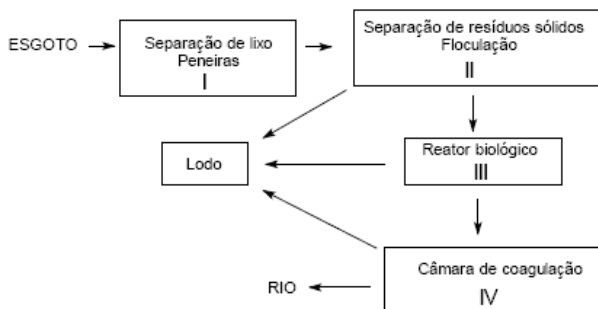 ESGOTO
Separação de lixo
Peneiras
I
Separação de resíduos sólidos
Floculação
II
Lodo
Reator biológico
III
Câmara de coagulação
IV
RIO